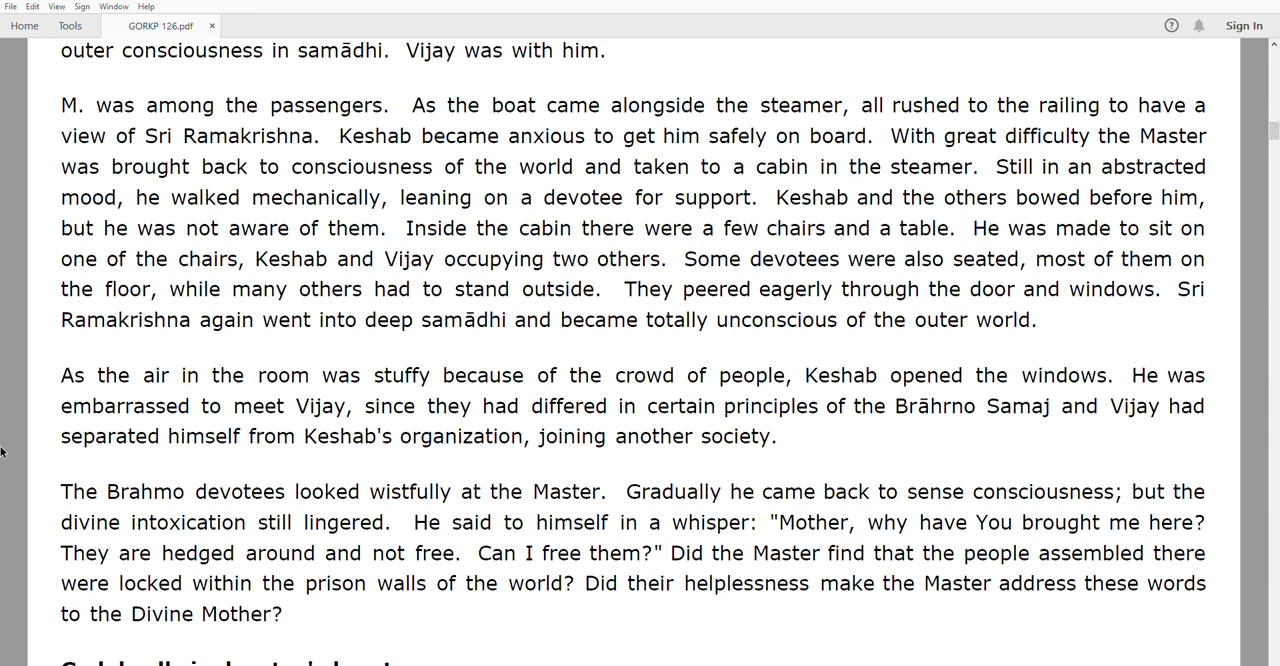 File Edit View Sign Window Help
Home Tools GORKP 126.pdf × Sign In
outer consciousness in samādhi. Vijay was with him.
M. was among the passengers. As the boat came alongside the steamer, all rushed to the railing to have a
view of Sri Ramakrishna. Keshab became anxious to get him safely on board. With great difficulty the Master
was brought back to consciousness of the world and taken to a cabin in the steamer. Still in an abstracted
mood, he walked mechanically, leaning on a devotee for support. Keshab and the others bowed before him,
but he was not aware of them. Inside the cabin there were a few chairs and a table. He was made to sit on
one of the chairs, Keshab and Vijay occupying two others. Some devotees were also seated, most of them on
the floor, while many others had to stand outside. They peered eagerly through the door and windows. Sri
Ramakrishna again went into deep samādhi and became totally unconscious of the outer world.
As the air in the room was stuffy because of the crowd of people, Keshab opened the windows. He was
embarrassed to meet Vijay, since they had differed in certain principles of the Brāhrno Samaj and Vijay had
separated himself from Keshab's organization, joining another society.
The Brahmo devotees looked wistfully at the Master. Gradually he came back to sense consciousness; but the
divine intoxication still lingered. He said to himself in a whisper: "Mother, why have You brought me here?
They are hedged around and not free. Can I free them?" Did the Master find that the people assembled there
were locked within the prison walls of the world? Did their helplessness make the Master address these words
to the Divine Mother?